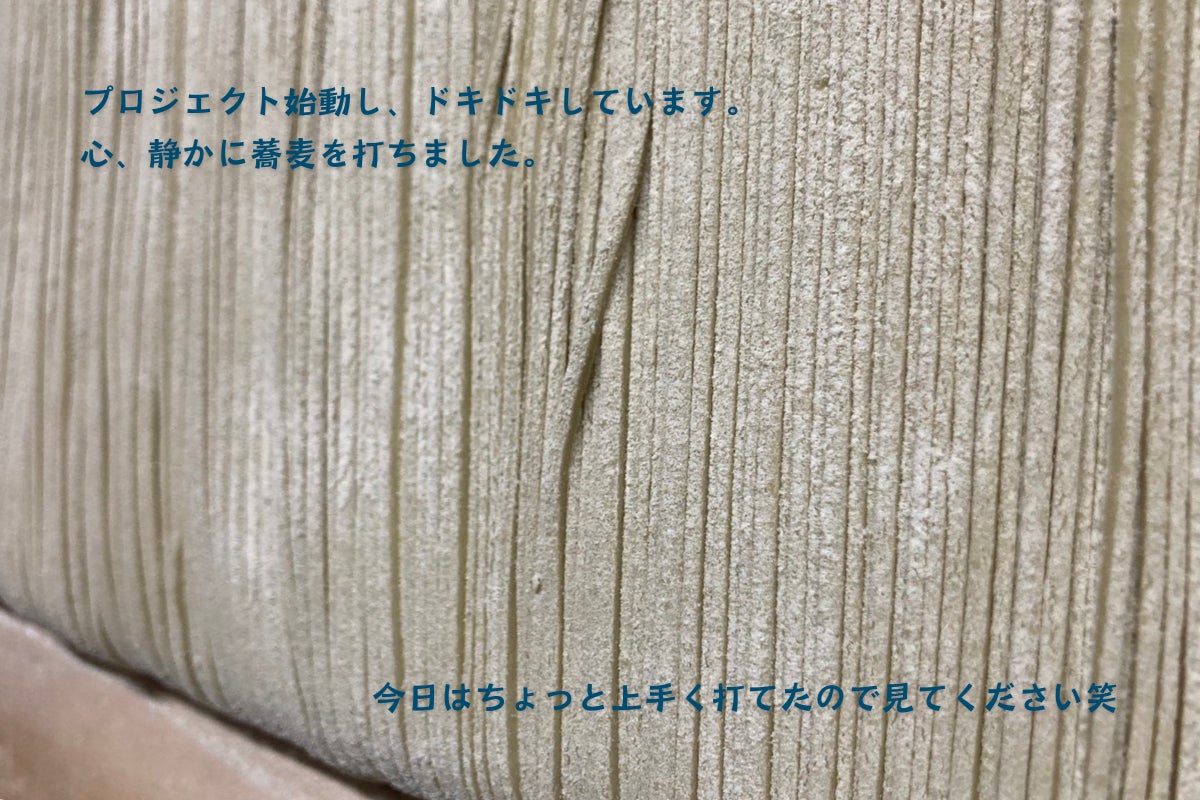 プロジェクト始動し、ドキドキしています。
心、静かに蕎麦を打ちました。
今日はちょっと上手く打てたので見てください笑